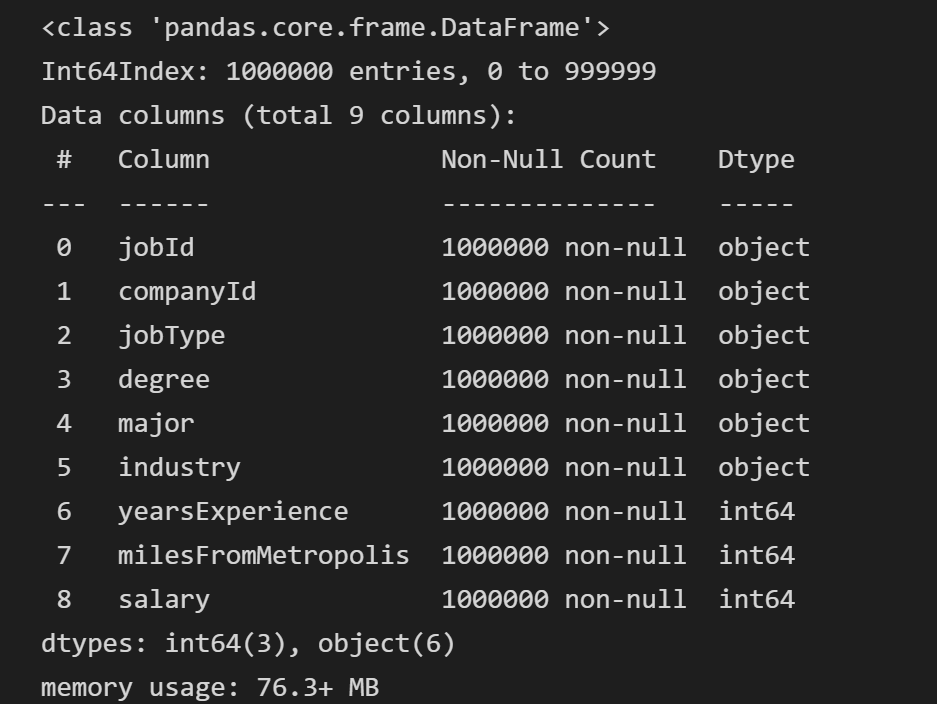 <class 'pandas.core.frame.DataFrame'>
Int64Index: 1000000 entries, 0 to 999999
Data columns (total 9 columns):
 #   Column               Non-Null Count    Dtype
---  ------               --------------    -----
 0   jobId                1000000 non-null  object
 1   companyId            1000000 non-null  object
 2   jobType              1000000 non-null  object
 3   degree               1000000 non-null  object
 4   major                1000000 non-null  object
 5   industry             1000000 non-null  object
 6   yearsExperience      1000000 non-null  int64
 7   milesFromMetropolis  1000000 non-null  int64
 8   salary               1000000 non-null  int64
dtypes: int64(3), object(6)
memory usage: 76.3+ MB